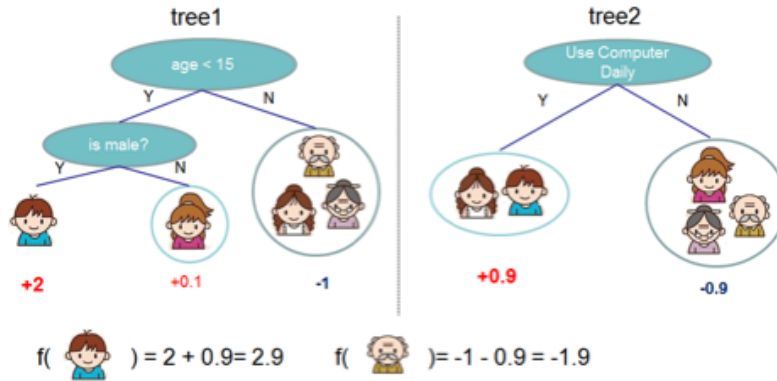 tree1
tree2
age < 15
Use Computer
Daily
Y
N
Y
N
is male?
Y
N
+2
+0.1
-1
+0.9
-0.9
f( ) = 2 + 0.9= 2.9
f( )= -1 - 0.9 = -1.9